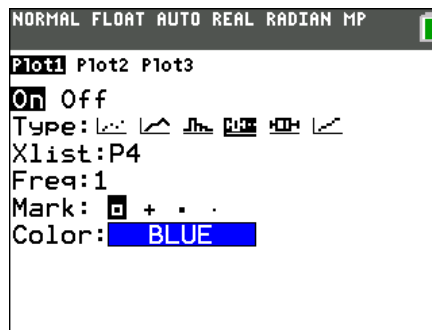 NORMAL FLOAT AUTO REAL RADIAN MP
Plot1 Plot2 Plot3
On Off
Type:
Xlist:P4
Freq:1
Mark: + . .
Color: BLUE